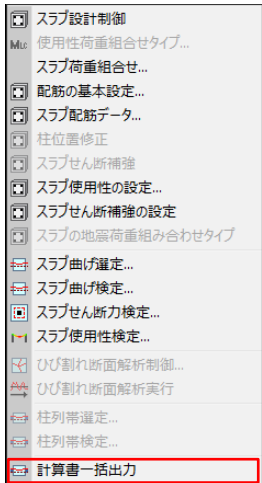 スラブ設計制御
MLc 使用性荷重組合せタイプ...
スラブ荷重組合せ...
配筋の基本設定...
スラブ配筋データ...
柱位置修正
スラブせん断補強
スラブ使用性の設定...
スラブせん断補強の設定
スラブの地震荷重組み合わせタイプ
スラブ曲げ選定...
スラブ曲げ検定...
スラブせん断力検定...
スラブ使用性検定...
ひび割れ断面解析制御...
ひび割れ断面解析実行
柱列帯選定...
柱列帯検定...
計算書一括出力